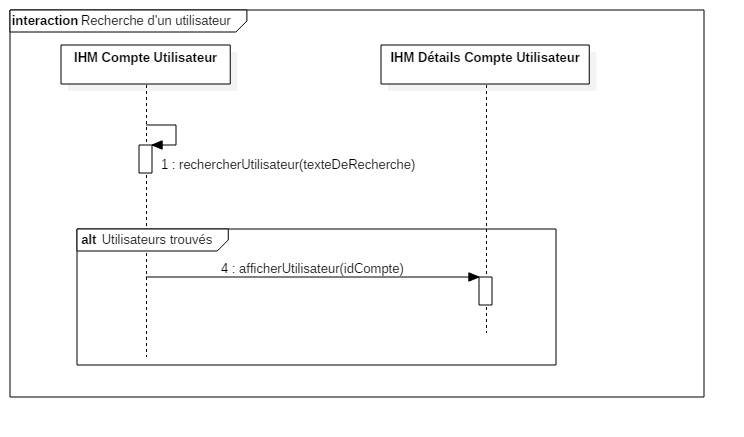 interaction Recherche d'un utilisateur
IHM Compte Utilisateur
IHM Détails Compte Utilisateur
1 : rechercherUtilisateur(texteDeRecherche)
alt Utilisateurs trouvés
4 : afficherUtilisateur(idCompte)